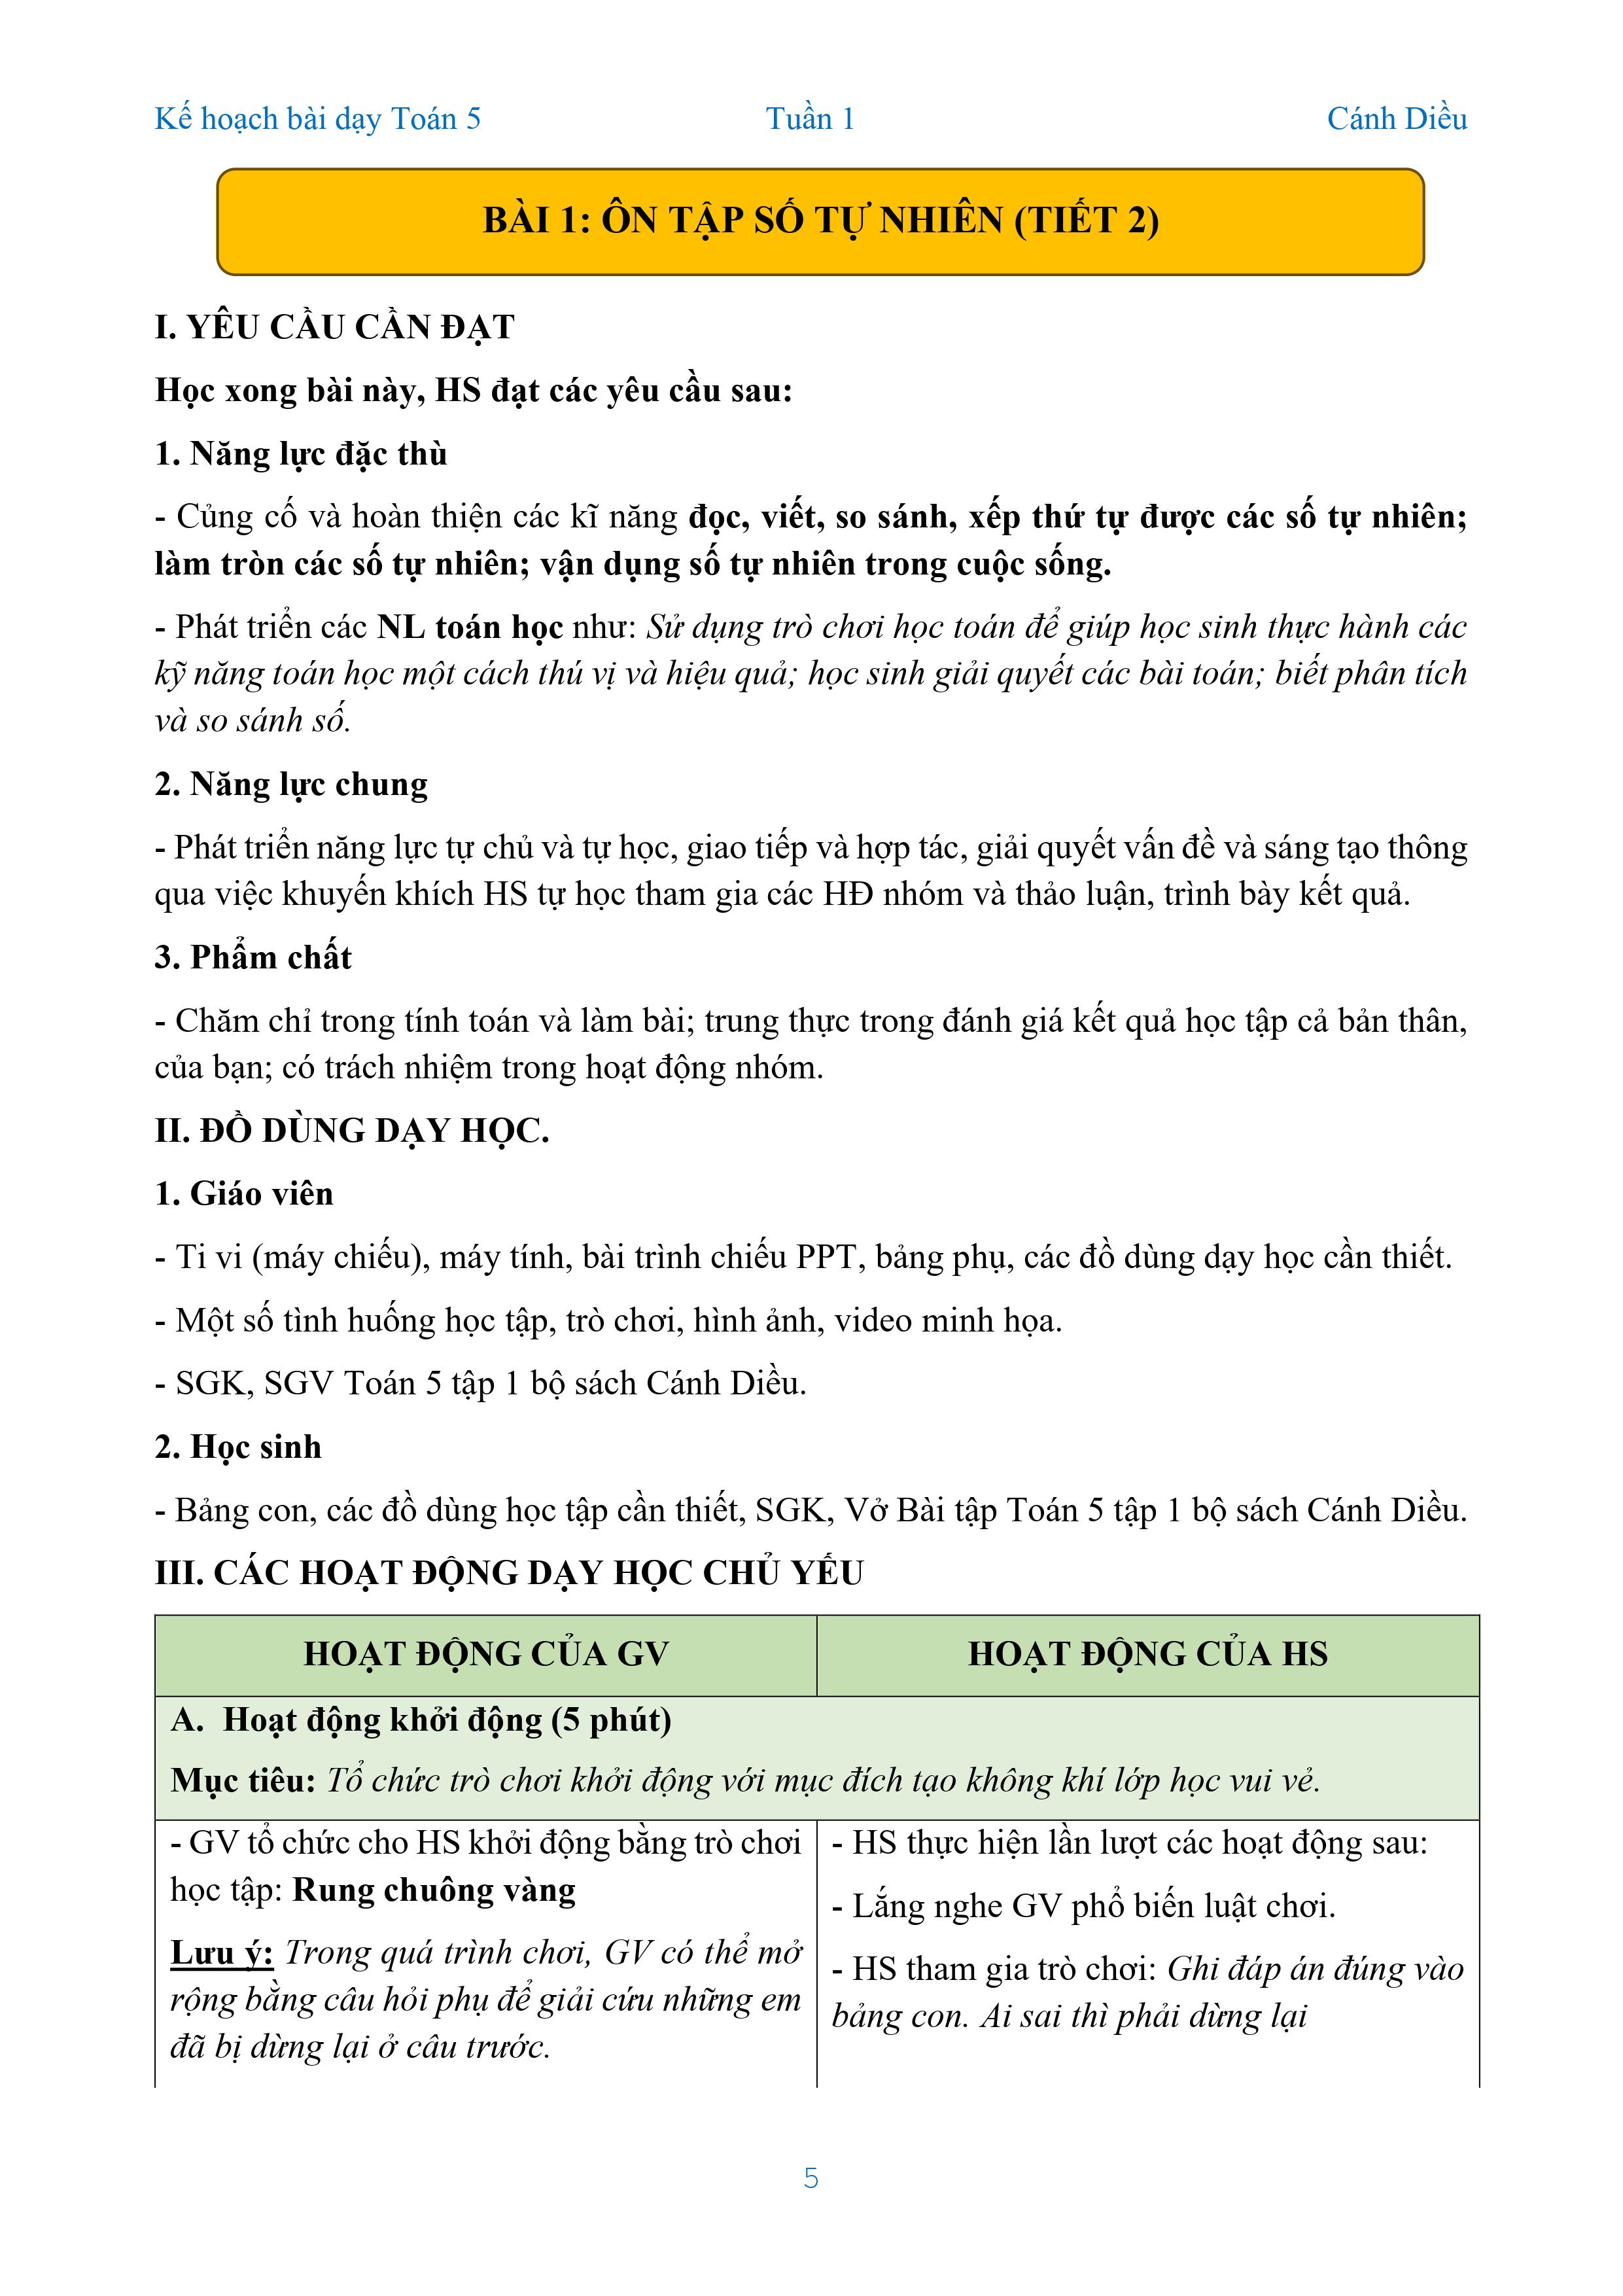 Kế hoạch bài dạy Toán 5 Tuần 1 Cánh Diều
BÀI 1: ÔN TẬP SỐ TỰ NHIÊN (TIẾT 2)
I. YÊU CẦU CẦN ĐẠT
Học xong bài này, HS đạt các yêu cầu sau:
1. Năng lực đặc thù
- Củng cố và hoàn thiện các kĩ năng đọc, viết, so sánh, xếp thứ tự được các số tự nhiên;
làm tròn các số tự nhiên; vận dụng số tự nhiên trong cuộc sống.
- Phát triển các NL toán học như: Sử dụng trò chơi học toán để giúp học sinh thực hành các
kỹ năng toán học một cách thú vị và hiệu quả; học sinh giải quyết các bài toán; biết phân tích
và so sánh số.
2. Năng lực chung
- Phát triển năng lực tự chủ và tự học, giao tiếp và hợp tác, giải quyết vấn đề và sáng tạo thông
qua việc khuyến khích HS tự học tham gia các HĐ nhóm và thảo luận, trình bày kết quả.
3. Phẩm chất
- Chăm chỉ trong tính toán và làm bài; trung thực trong đánh giá kết quả học tập cả bản thân,
của bạn; có trách nhiệm trong hoạt động nhóm.
II. ĐỒ DÙNG DẠY HỌC.
1. Giáo viên
- Ti vi (máy chiếu), máy tính, bài trình chiếu PPT, bảng phụ, các đồ dùng dạy học cần thiết.
- Một số tình huống học tập, trò chơi, hình ảnh, video minh họa.
- SGK, SGV Toán 5 tập 1 bộ sách Cánh Diều.
2. Học sinh
- Bảng con, các đồ dùng học tập cần thiết, SGK, Vở Bài tập Toán 5 tập 1 bộ sách Cánh Diều.
III. CÁC HOẠT ĐỘNG DẠY HỌC CHỦ YẾU
HOẠT ĐỘNG CỦA GV HOẠT ĐỘNG CỦA HS
A. Hoạt động khởi động (5 phút)
Mục tiêu: Tổ chức trò chơi khởi động với mục đích tạo không khí lớp học vui vẻ.
- GV tổ chức cho HS khởi động bằng trò chơi
học tập: Rung chuông vàng
Lưu ý: Trong quá trình chơi, GV có thể mở
rộng bằng câu hỏi phụ để giải cứu những em
đã bị dừng lại ở câu trước.
- HS thực hiện lần lượt các hoạt động sau:
- Lắng nghe GV phổ biến luật chơi.
- HS tham gia trò chơi: Ghi đáp án đúng vào
bảng con. Ai sai thì phải dừng lại
5